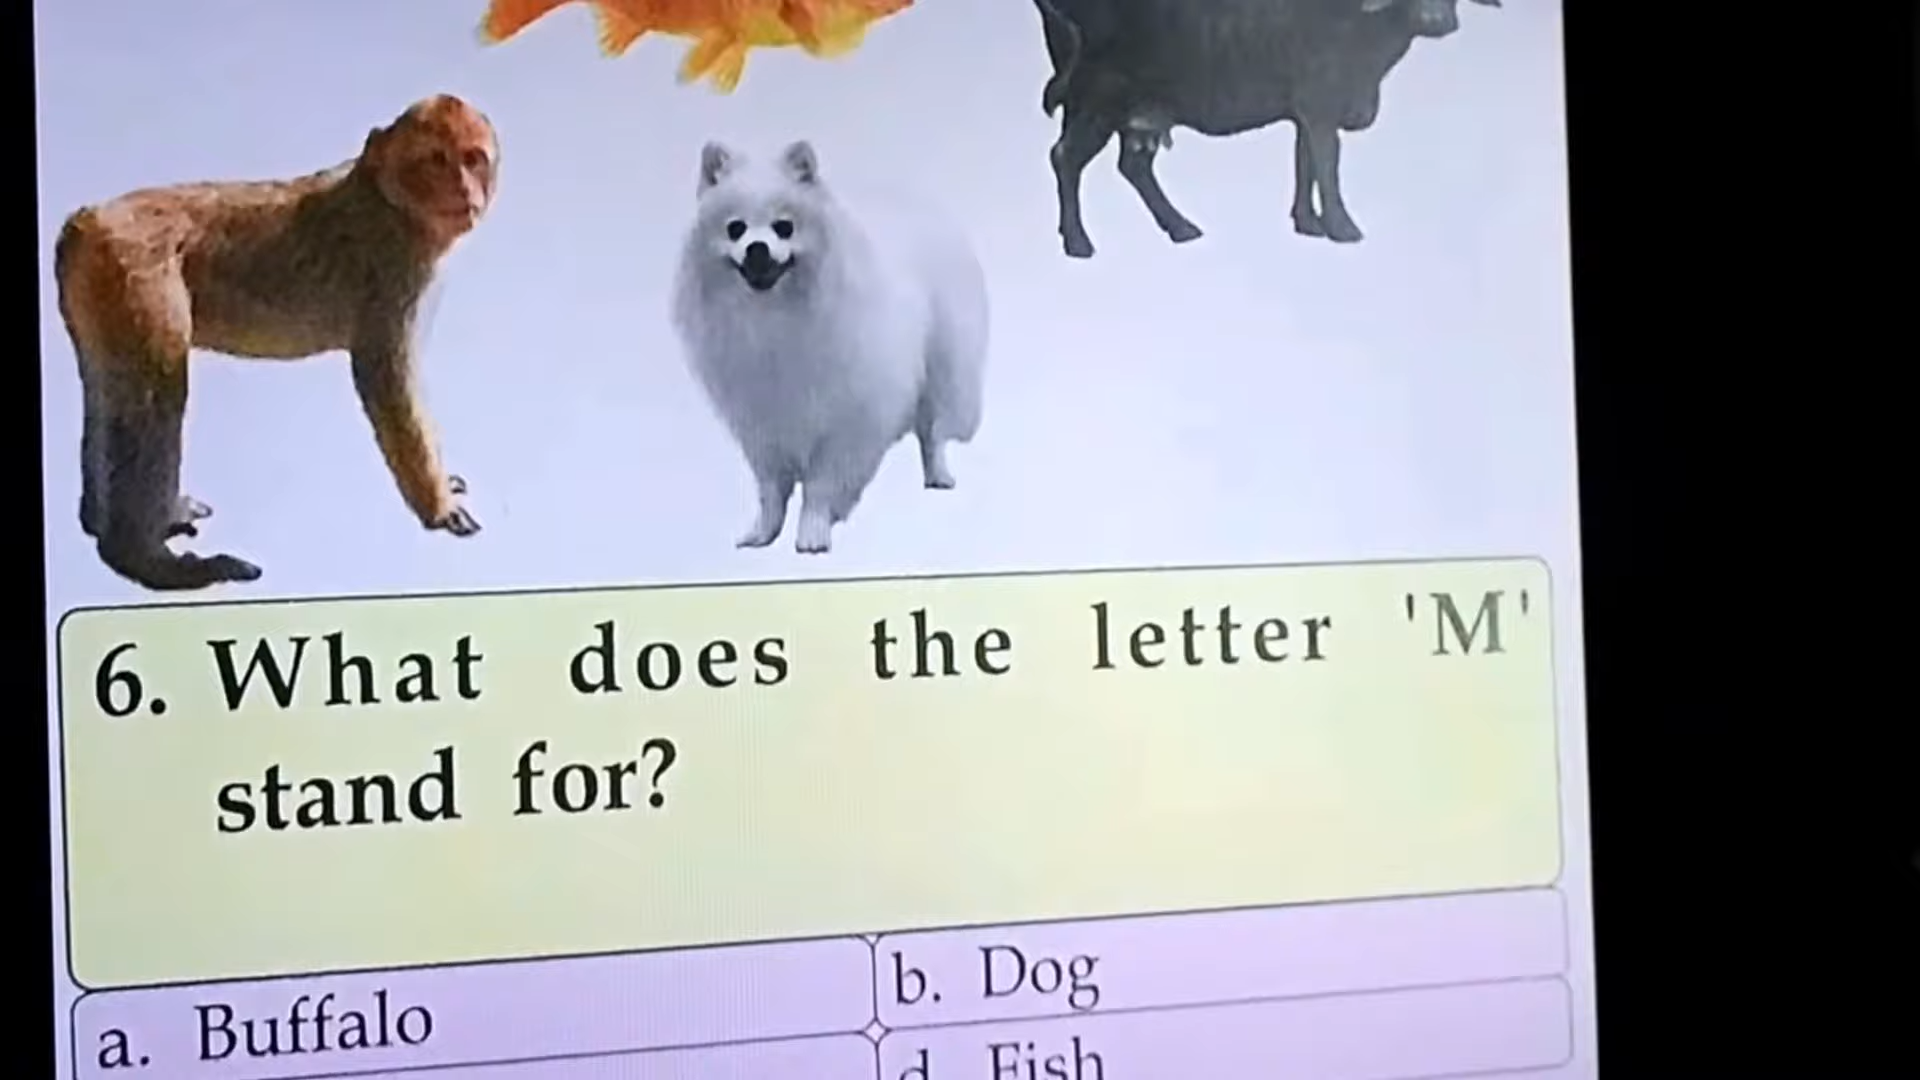 6. What does the letter 'M'
stand for?
a. Buffalo
b. Dog
d. Fish